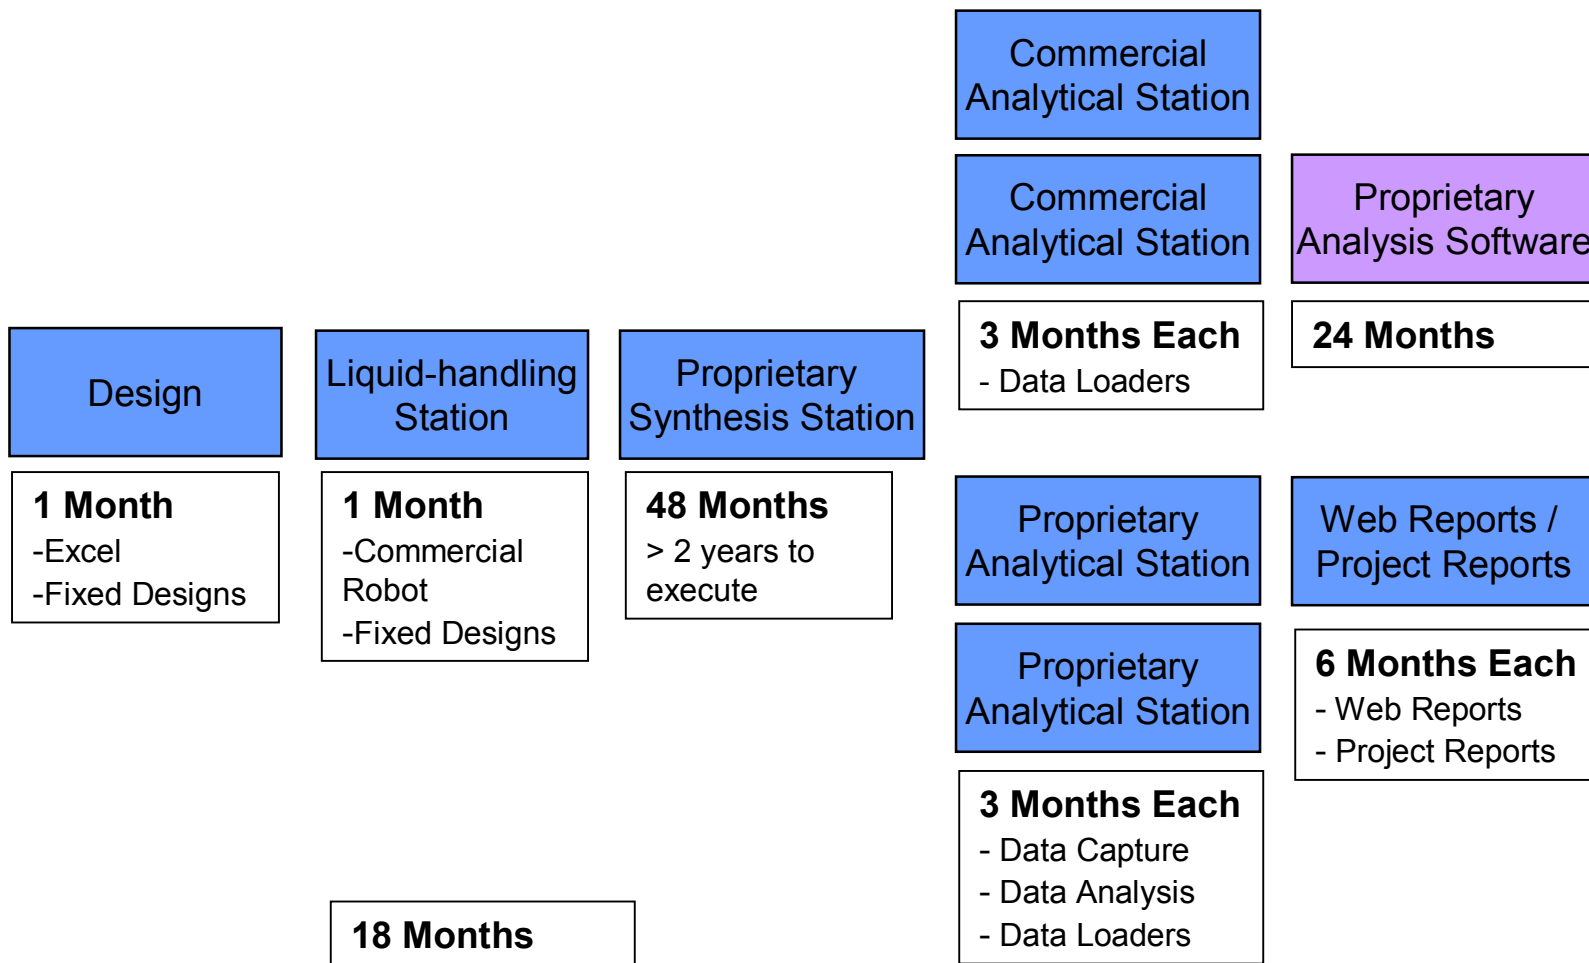 Commercial
Analytical Station
Commercial
Analytical Station
Proprietary
Analysis Software
3 Months Each
- Data Loaders
24 Months
Design
Liquid-handling
Station
Proprietary
Synthesis Station
1 Month
-Excel
-Fixed Designs
1 Month
-Commercial
Robot
-Fixed Designs
48 Months
> 2 years to
execute
Proprietary
Analytical Station
Proprietary
Analytical Station
Web Reports /
Project Reports
6 Months Each
- Web Reports
- Project Reports
3 Months Each
- Data Capture
- Data Analysis
- Data Loaders
18 Months